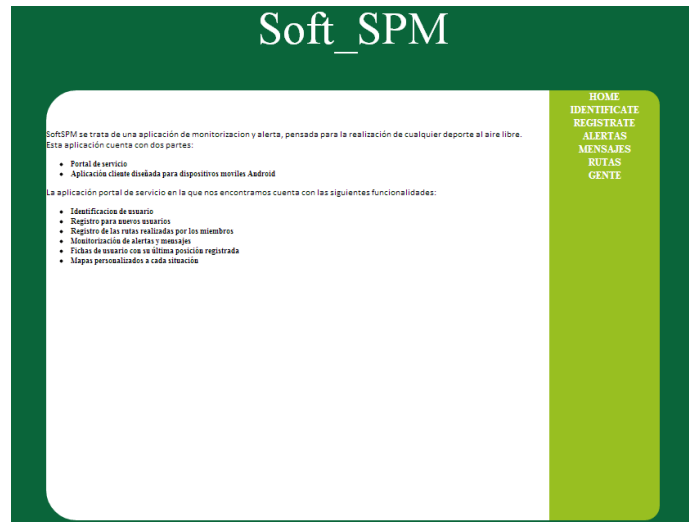 Soft_SPM
SoftSPM se trata de una aplicación de monitorizacion y alerta, pensada para la realización de cualquier deporte al aire libre.
Esta aplicación cuenta con dos partes:
Portal de servicio
Aplicación cliente diseñada para dispositivos moviles Android
La aplicación portal de servicio en la que nos encontramos cuenta con las siguientes funcionalidades:
Identificacion de usuario
Registro para nuevos usuarios
Registro de las rutas realizadas por los miembros
Monitorización de alertas y mensajes
Fichas de usuario con su última posición registrada
Mapas personalizados a cada situación
HOME
IDENTIFICATE
REGISTRATE
ALERTAS
MENSAJES
RUTAS
GENTE